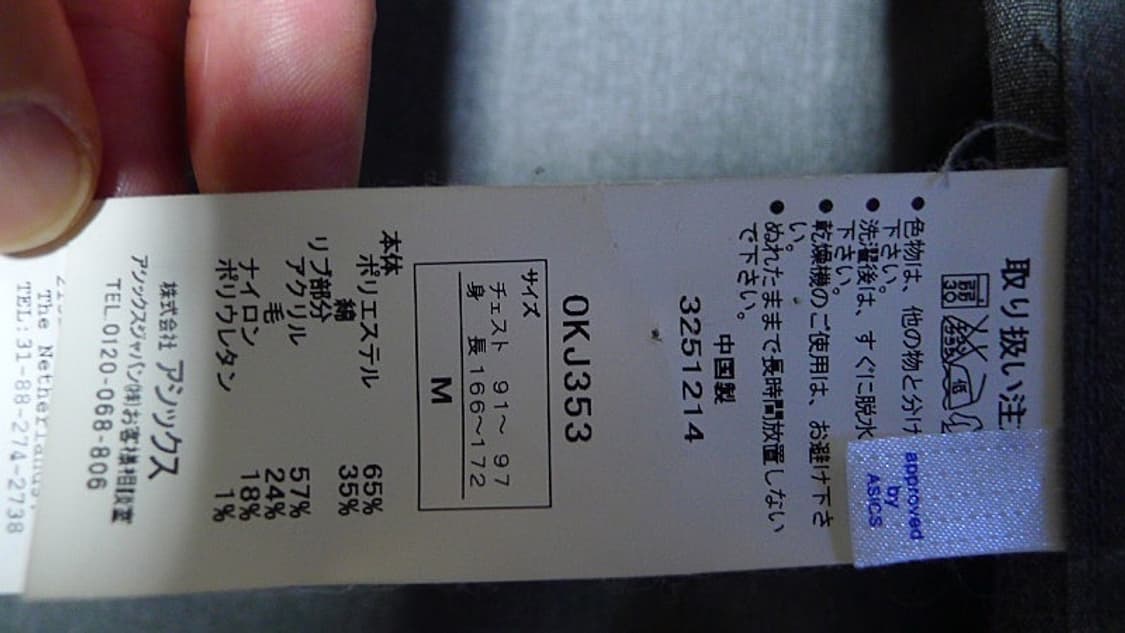 取り扱い注
30
低
●色物は、他の物と分け
下さい。
●洗濯後は、すぐに脱水
下さい。
●乾燥機のご使用は、お避け下さ
い。
●ぬれたままで長時間放置しない
で下さい。
approved
by
ASICS
中国製
3251214
0KJ353
サイズ
チェスト 91～ 97
身 長166～172
M
本体
ポリエステル 65%
綿 35%
リブ部分
アクリル 57%
毛 24%
ナイロン 18%
ポリウレタン 1%
株式会社 アシックス
アシックスジャパン(株)お客様相談室
TEL.0120-068-806
The Netherlands,
TEL:31-88-274-2738